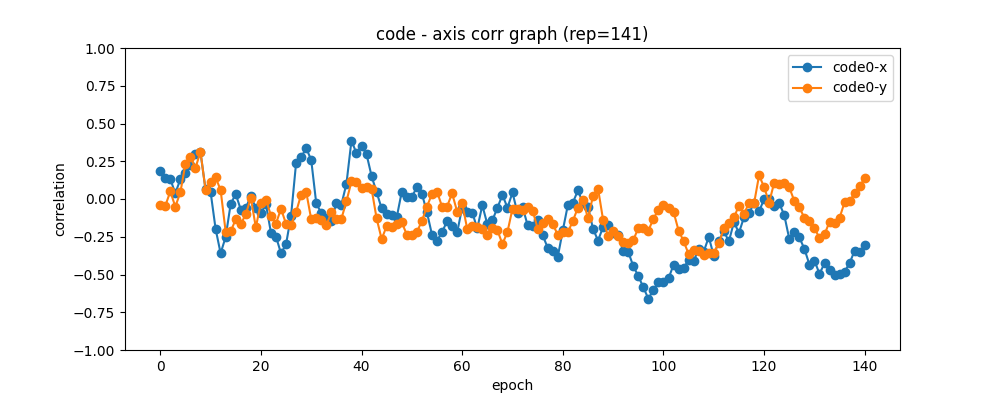 code - axis corr graph (rep=141)
1.00
0.75
0.50
0.25
0.00
−0.25
−0.50
−0.75
−1.00
correlation
code0-x
code0-y
0 20 40 60 80 100 120 140
epoch